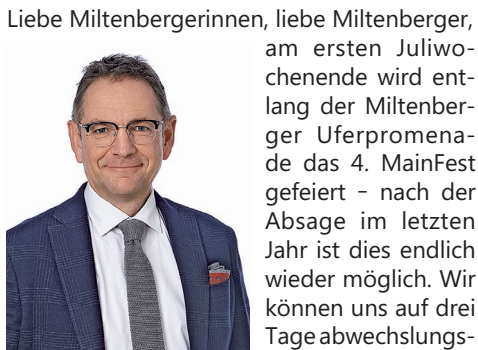 Liebe Miltenbergerinnen, liebe Miltenberger,
am ersten Juliwo-
chenende wird ent-
lang der Miltenber-
ger Uferpromena-
de das 4. MainFest
gefeiert – nach der
Absage im letzten
Jahr ist dies endlich
wieder möglich. Wir
können uns auf drei
Tage abwechslungs-